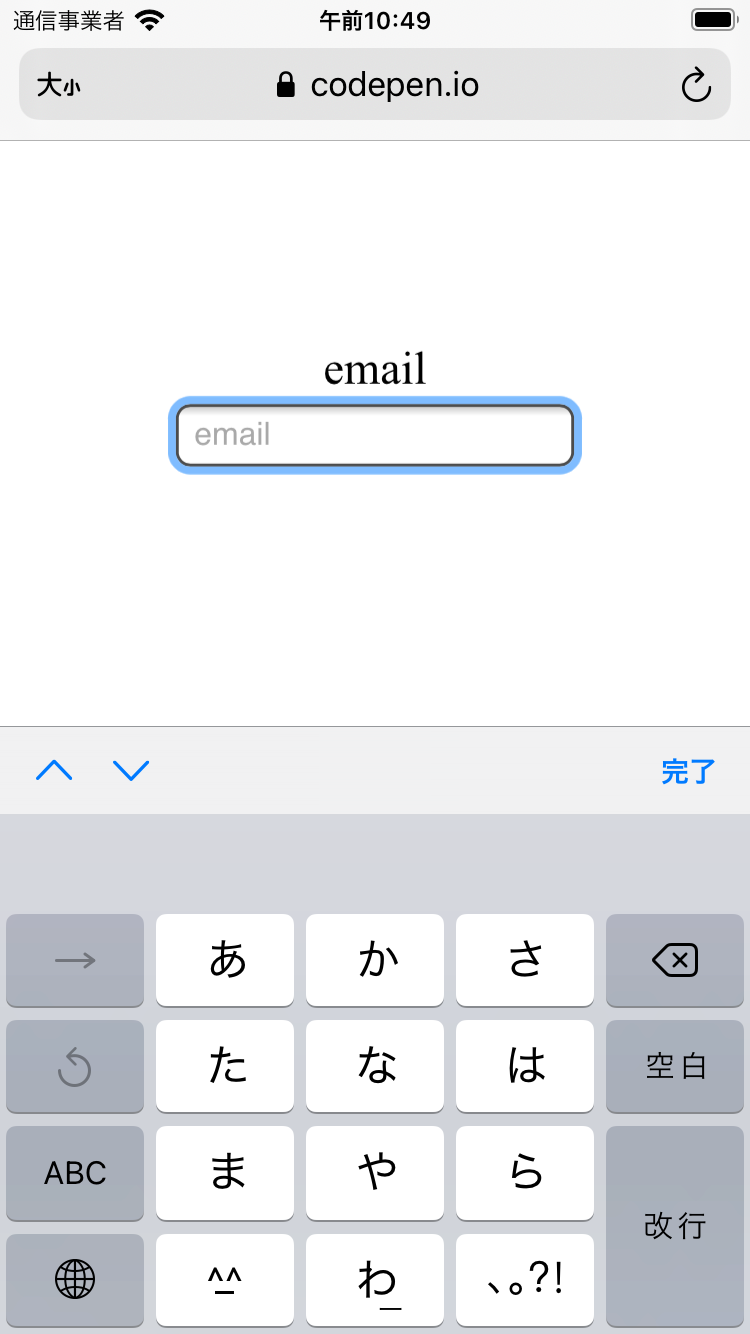 通信事業者 午前10:49
大小 codepen.io
email
email
完了
→ あ か さ
た な は 空白
ABC ま や ら
^^ わ 、。?! 改行